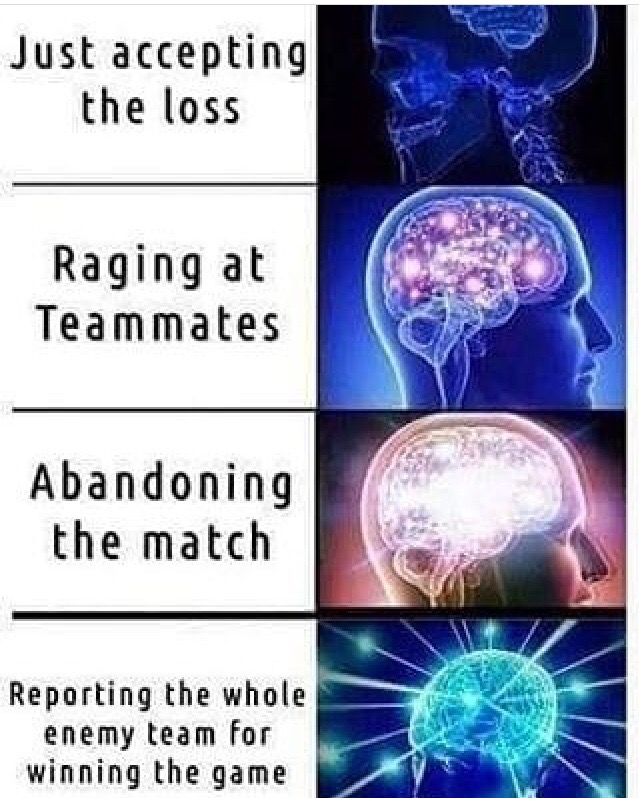 Just accepting
the loss
Raging at
Teammates
Abandoning
the match
Reporting the whole
enemy team for
winning the game